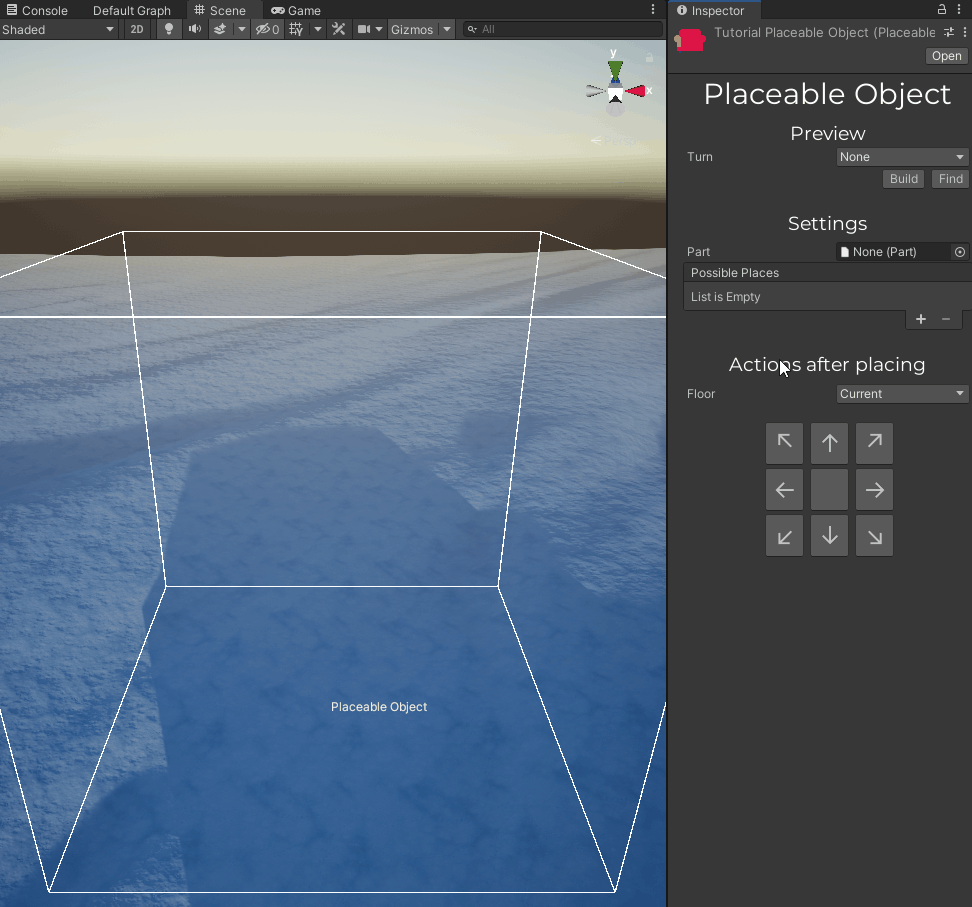 Console
Default Graph
Scene
Game
Shaded
2D
0
Gizmos
All
y
x
Placeable Object
Inspector
Tutorial Placeable Object (Placeable
Open
Placeable Object
Preview
Turn
None
Build
Find
Settings
Part
None (Part)
Possible Places
List is Empty
+ −
Actions after placing
Floor
Current